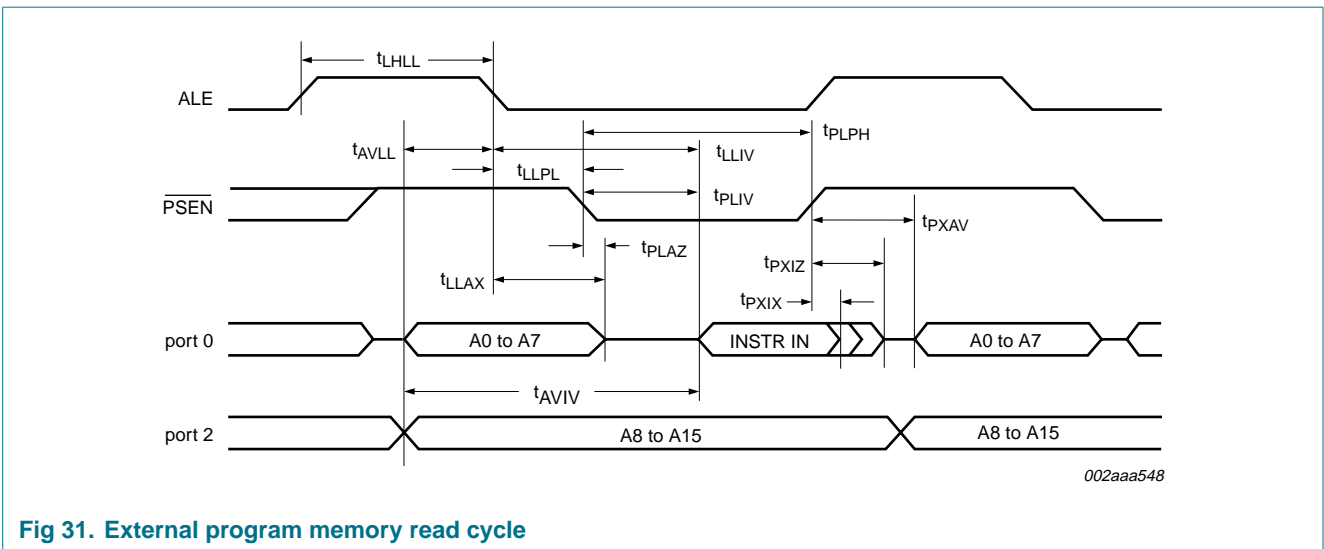 tLHLL
ALE
tPLPH
tAVLL
tLLIV
tLLPL
PSEN
tPLIV
tPXAV
tPLAZ
tPXIZ
tLLAX
tPXIX
port 0
A0 to A7
INSTR IN
A0 to A7
tAVIV
port 2
A8 to A15
A8 to A15
002aaa548
Fig 31. External program memory read cycle